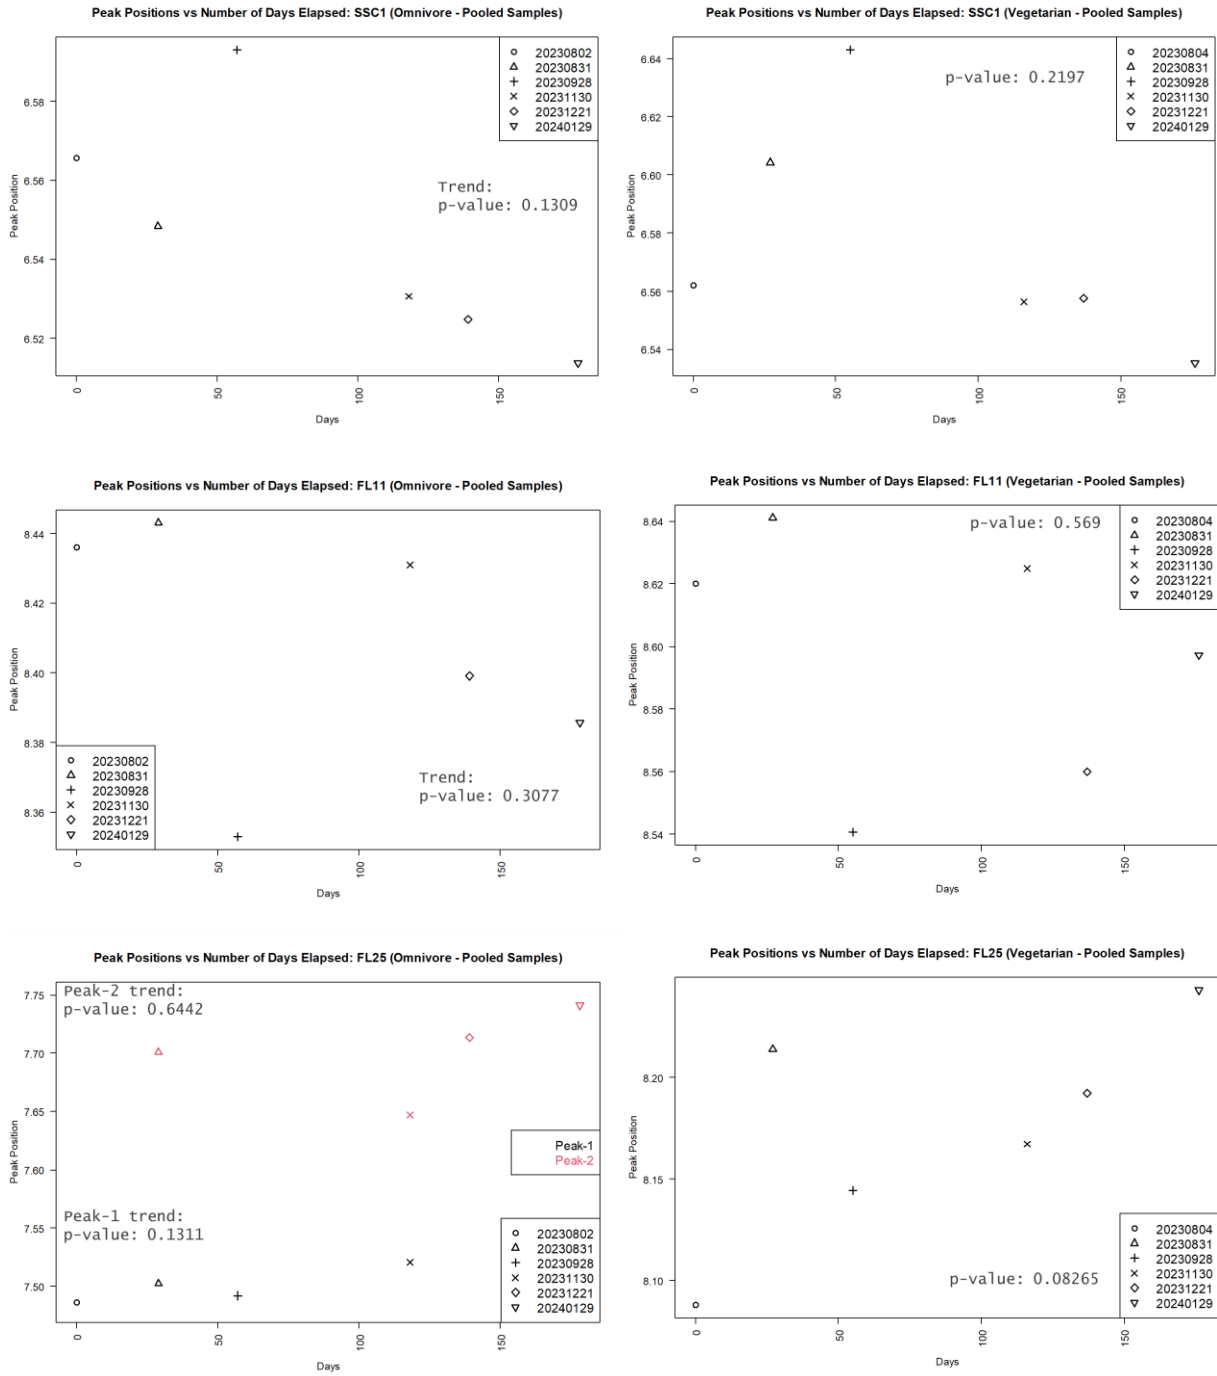 Peak Positions vs Number of Days Elapsed: SSC1 (Omnivore - Pooled Samples)
20230802
20230831
20230928
20231130
20231221
20240129
Trend:
p-value: 0.1309
Peak Position
6.58
6.56
6.54
6.52
0
50
100
150
Days
Peak Positions vs Number of Days Elapsed: SSC1 (Vegetarian - Pooled Samples)
p-value: 0.2197
20230804
20230831
20230928
20231130
20231221
20240129
Peak Position
6.64
6.62
6.60
6.58
6.56
6.54
0
50
100
150
Days
Peak Positions vs Number of Days Elapsed: FL11 (Omnivore - Pooled Samples)
Peak Position
8.44
8.42
8.40
8.38
8.36
20230802
20230831
20230928
20231130
20231221
20240129
Trend:
p-value: 0.3077
0
50
100
150
Days
Peak Positions vs Number of Days Elapsed: FL11 (Vegetarian - Pooled Samples)
p-value: 0.569
20230804
20230831
20230928
20231130
20231221
20240129
Peak Position
8.64
8.62
8.60
8.58
8.56
8.54
0
50
100
150
Days
Peak Positions vs Number of Days Elapsed: FL25 (Omnivore - Pooled Samples)
Peak-2 trend:
p-value: 0.6442
Peak Position
7.75
7.70
7.65
7.60
7.55
7.50
Peak-1
Peak-2
Peak-1 trend:
p-value: 0.1311
20230802
20230831
20230928
20231130
20231221
20240129
0
50
100
150
Days
Peak Positions vs Number of Days Elapsed: FL25 (Vegetarian - Pooled Samples)
Peak Position
8.20
8.15
8.10
p-value: 0.08265
20230804
20230831
20230928
20231130
20231221
20240129
0
50
100
150
Days